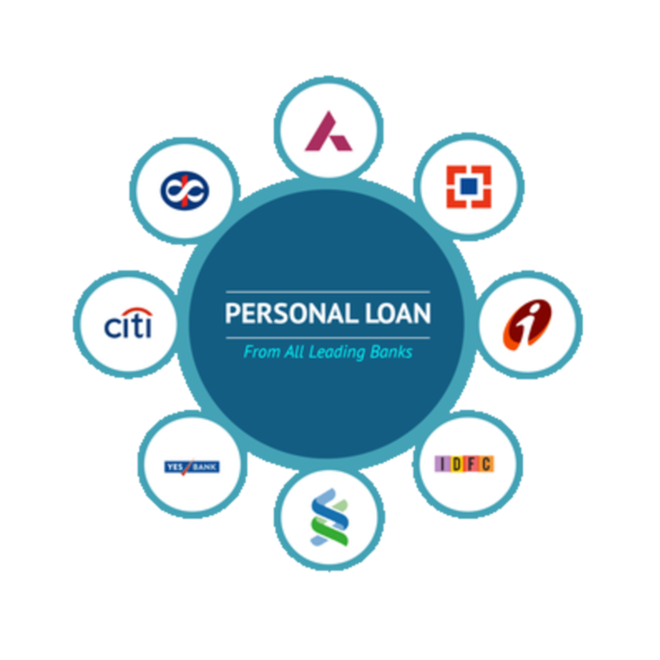 PERSONAL LOAN
From All Leading Banks
citi
YES BANK
IDFC
i